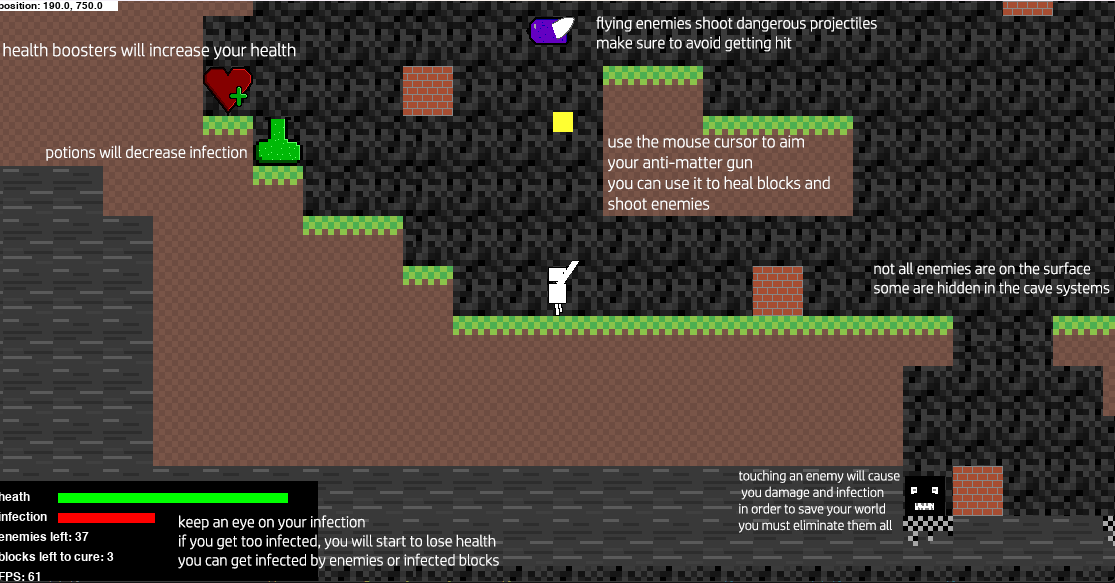 position: 190.0, 750.0
flying enemies shoot dangerous projectiles
make sure to avoid getting hit
health boosters will increase your health
potions will decrease infection
use the mouse cursor to aim
your anti-matter gun
you can use it to heal blocks and
shoot enemies
not all enemies are on the surface
some are hidden in the cave systems
touching an enemy will cause
you damage and infection
in order to save your world
you must eliminate them all
heath
infection
enemies left: 37
blocks left to cure: 3
FPS: 61
keep an eye on your infection
if you get too infected, you will start to lose health
you can get infected by enemies or infected blocks